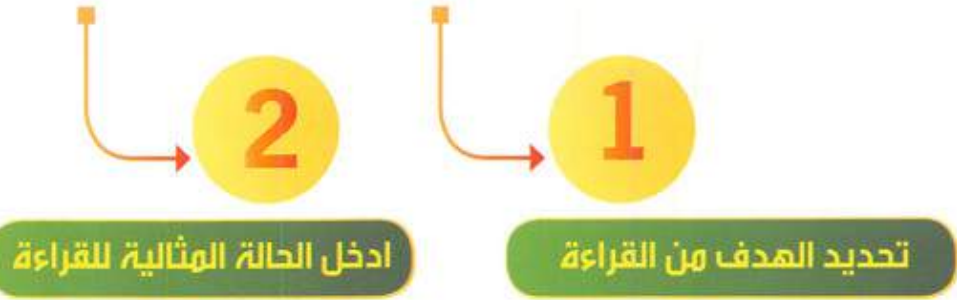 1
تحديد الهدف من القراءة
2
ادخل الحالة المثالية للقراءة